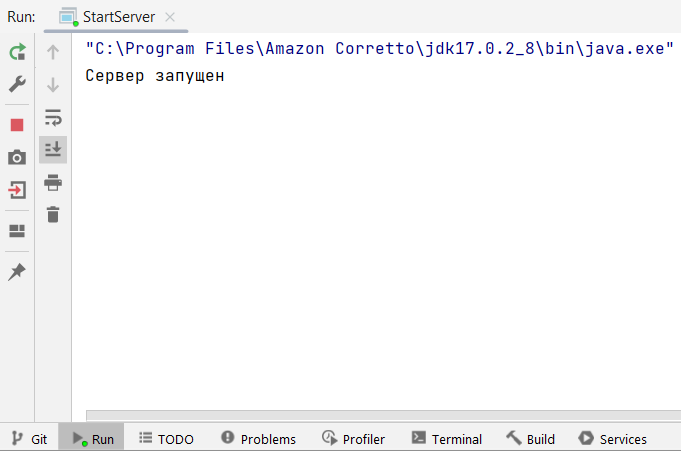 Run: StartServer
"C:\Program Files\Amazon Corretto\jdk17.0.2_8\bin\java.exe"
Сервер запущен
Git Run TODO Problems Profiler Terminal Build Services